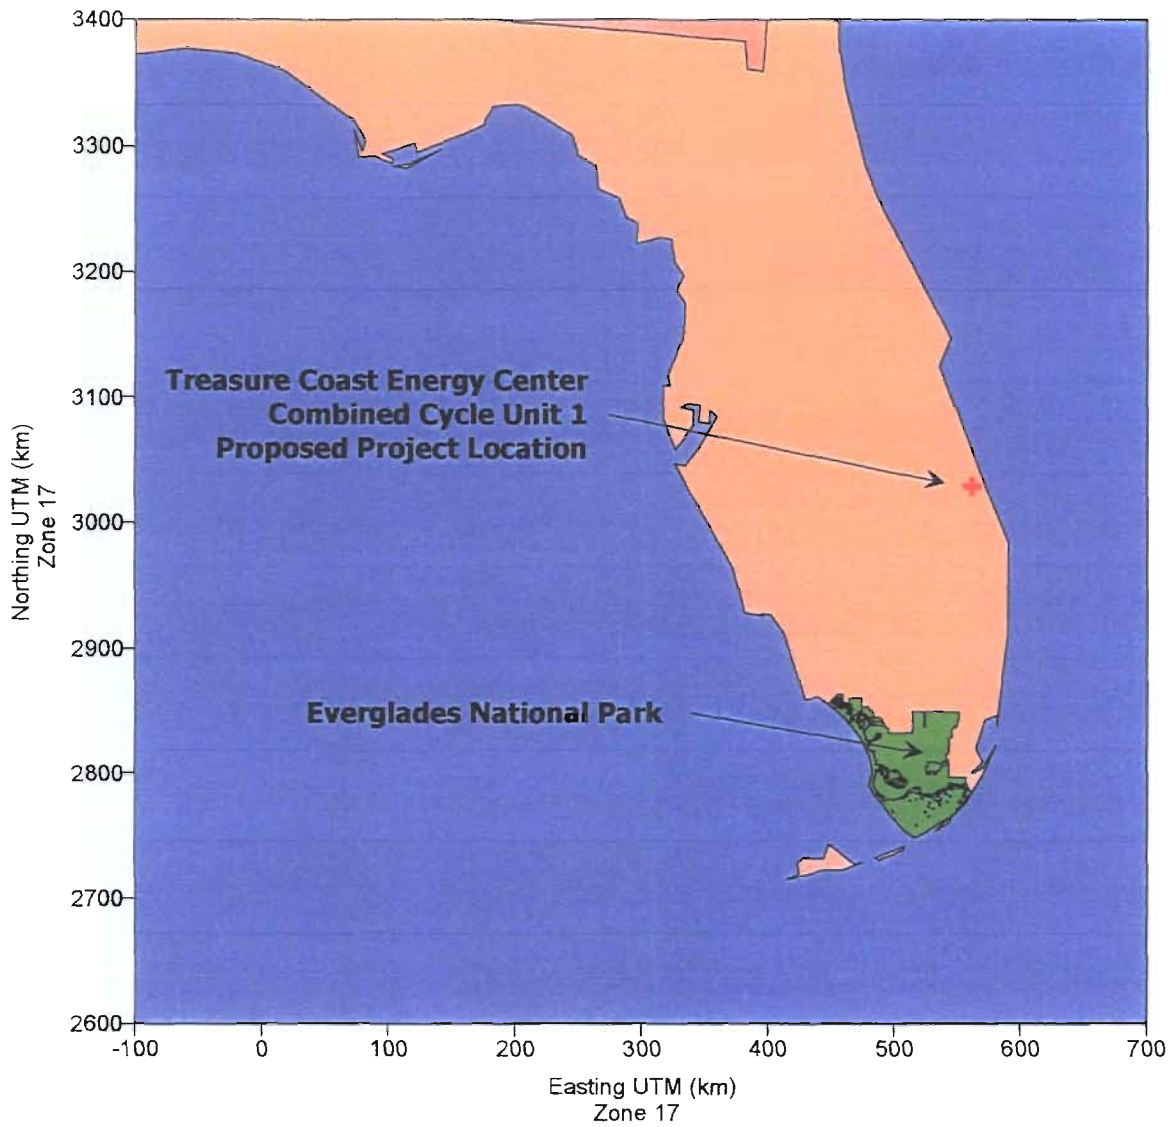 3400
3300
3200
3100
3000
2900
2800
2700
2600
Northing UTM (km)
Zone 17
Treasure Coast Energy Center
Combined Cycle Unit 1
Proposed Project Location
Everglades National Park
-100 0 100 200 300 400 500 600 700
Easting UTM (km)
Zone 17